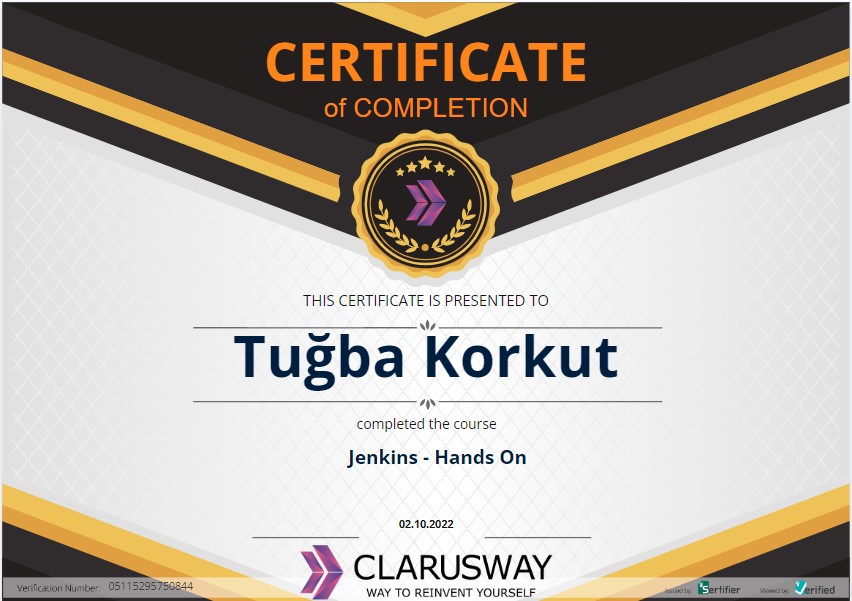 CERTIFICATE
of COMPLETION
THIS CERTIFICATE IS PRESENTED TO
Tuğba Korkut
completed the course
Jenkins - Hands On
02.10.2022
CLARUSWAY
WAY TO REINVENT YOURSELF
Verification Number: 05115295750844
Issued by: Sertifier
Viewed by: Verified